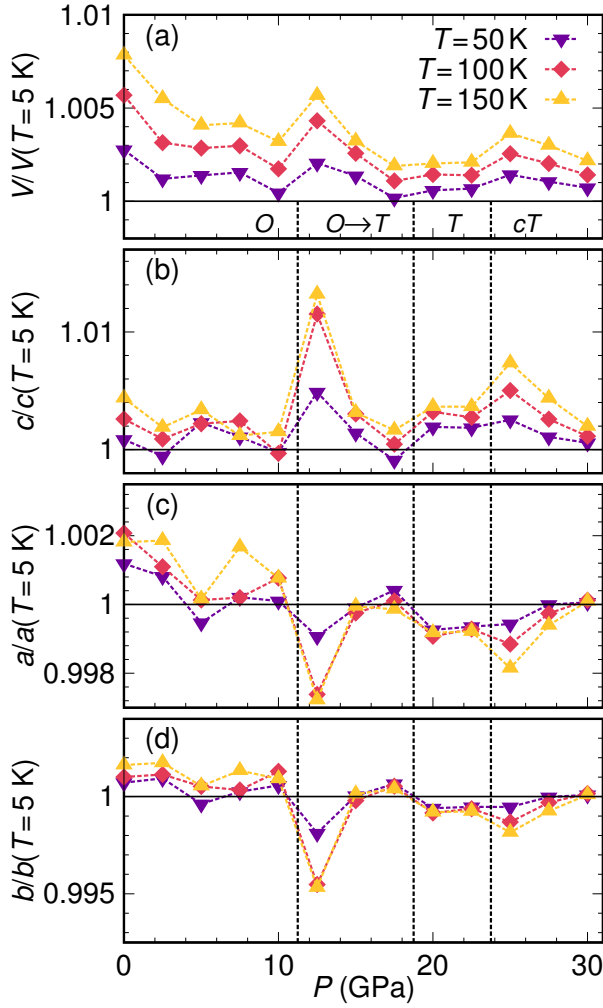 (a)
T=50 K
T=100 K
T=150 K
1.01
1.005
1
V/V(T=5 K)
O
O→T
T
cT
(b)
1.01
1
c/c(T=5 K)
(c)
1.002
1
0.998
a/a(T=5 K)
(d)
1
0.995
b/b(T=5 K)
0
10
20
30
P (GPa)